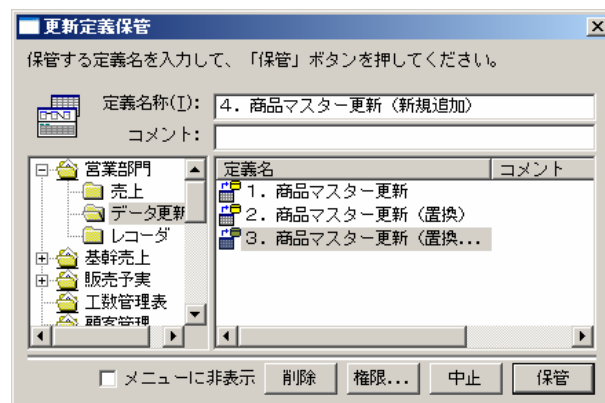 更新定義保管
保管する定義名を入力して、「保管」ボタンを押してください。
定義名称(I): 4．商品マスター更新（新規追加）
コメント:
営業部門
売上
データ更新
レコーダ
基幹売上
販売予実
工数管理表
顧客管理
定義名 コメント
1．商品マスター更新
2．商品マスター更新（置換）
3．商品マスター更新（置換...
メニューに非表示 削除 権限... 中止 保管